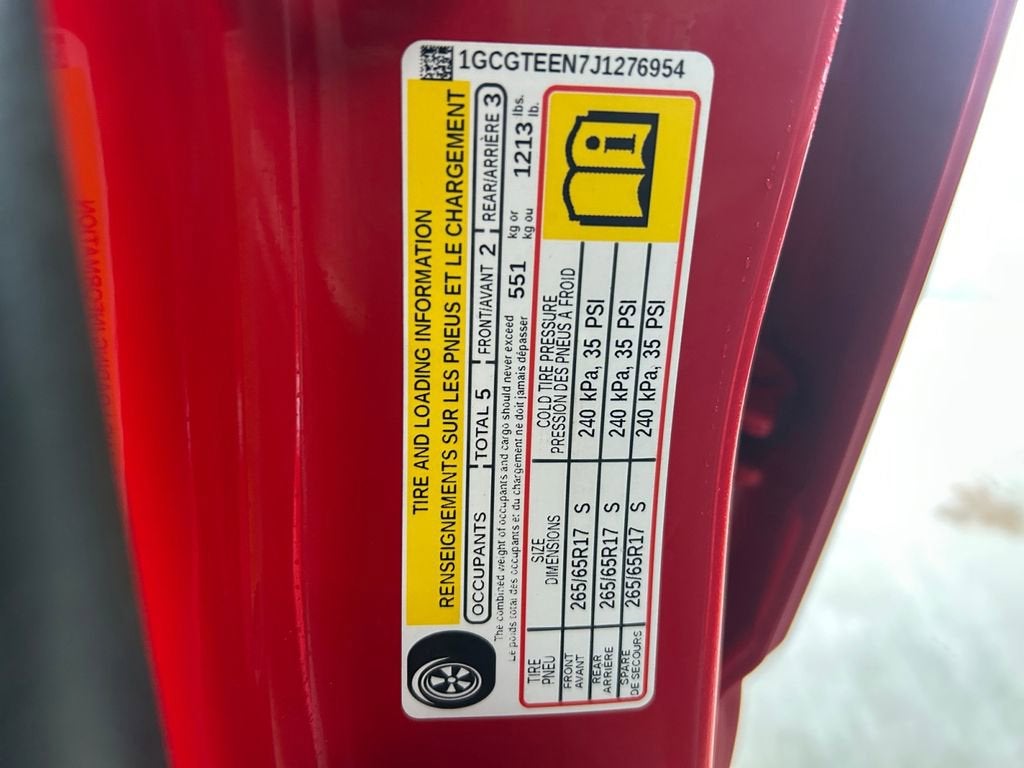 1GCGTEEN7J1276954
TIRE AND LOADING INFORMATION
RENSEIGNEMENTS SUR LES PNEUS ET LE CHARGEMENT
OCCUPANTS TOTAL 5 FRONT/AVANT 2 REAR/ARRIÈRE 3
The combined weight of occupants and cargo should never exceed 551 kg or 1213 lbs.
Le poids total des occupants et du chargement ne doit jamais dépasser kg ou lb.
TIRE SIZE COLD TIRE PRESSURE
PNEU DIMENSIONS PRESSION DES PNEUS A FROID
FRONT
AVANT 265/65R17 S 240 kPa, 35 PSI
REAR
ARRIÈRE 265/65R17 S 240 kPa, 35 PSI
SPARE
DE SECOURS 265/65R17 S 240 kPa, 35 PSI